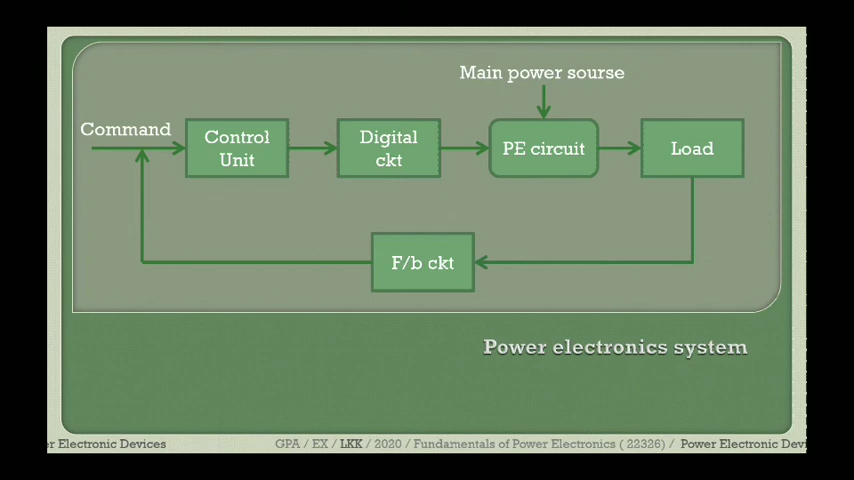 Main power sourse
Command
Control
Unit
Digital
ckt
PE circuit
Load
F/b ckt
Power electronics system
er Electronic Devices
GPA / EX / LKK / 2020 / Fundamentals of Power Electronics ( 22326) / Power Electronic Devi